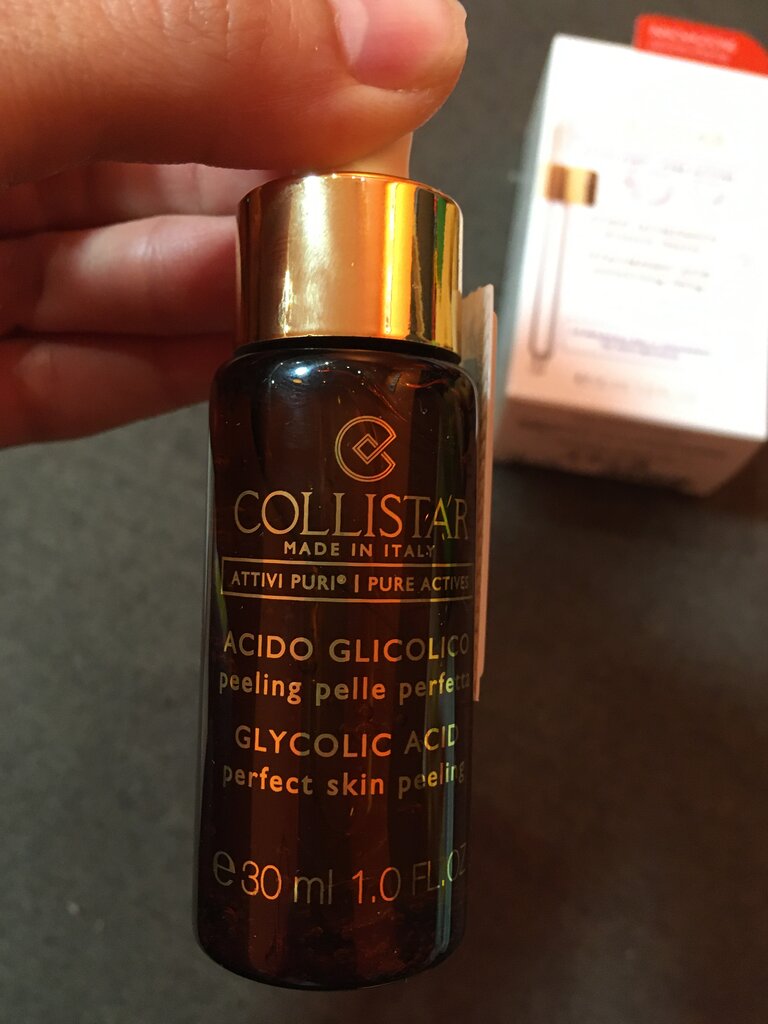 COLLISTAR
MADE IN ITALY
ATTIVI PURI® | PURE ACTIVES
ACIDO GLICOLICO
peeling pelle perfetta
GLYCOLIC ACID
perfect skin peeling
e 30 ml 1.0 FL.OZ